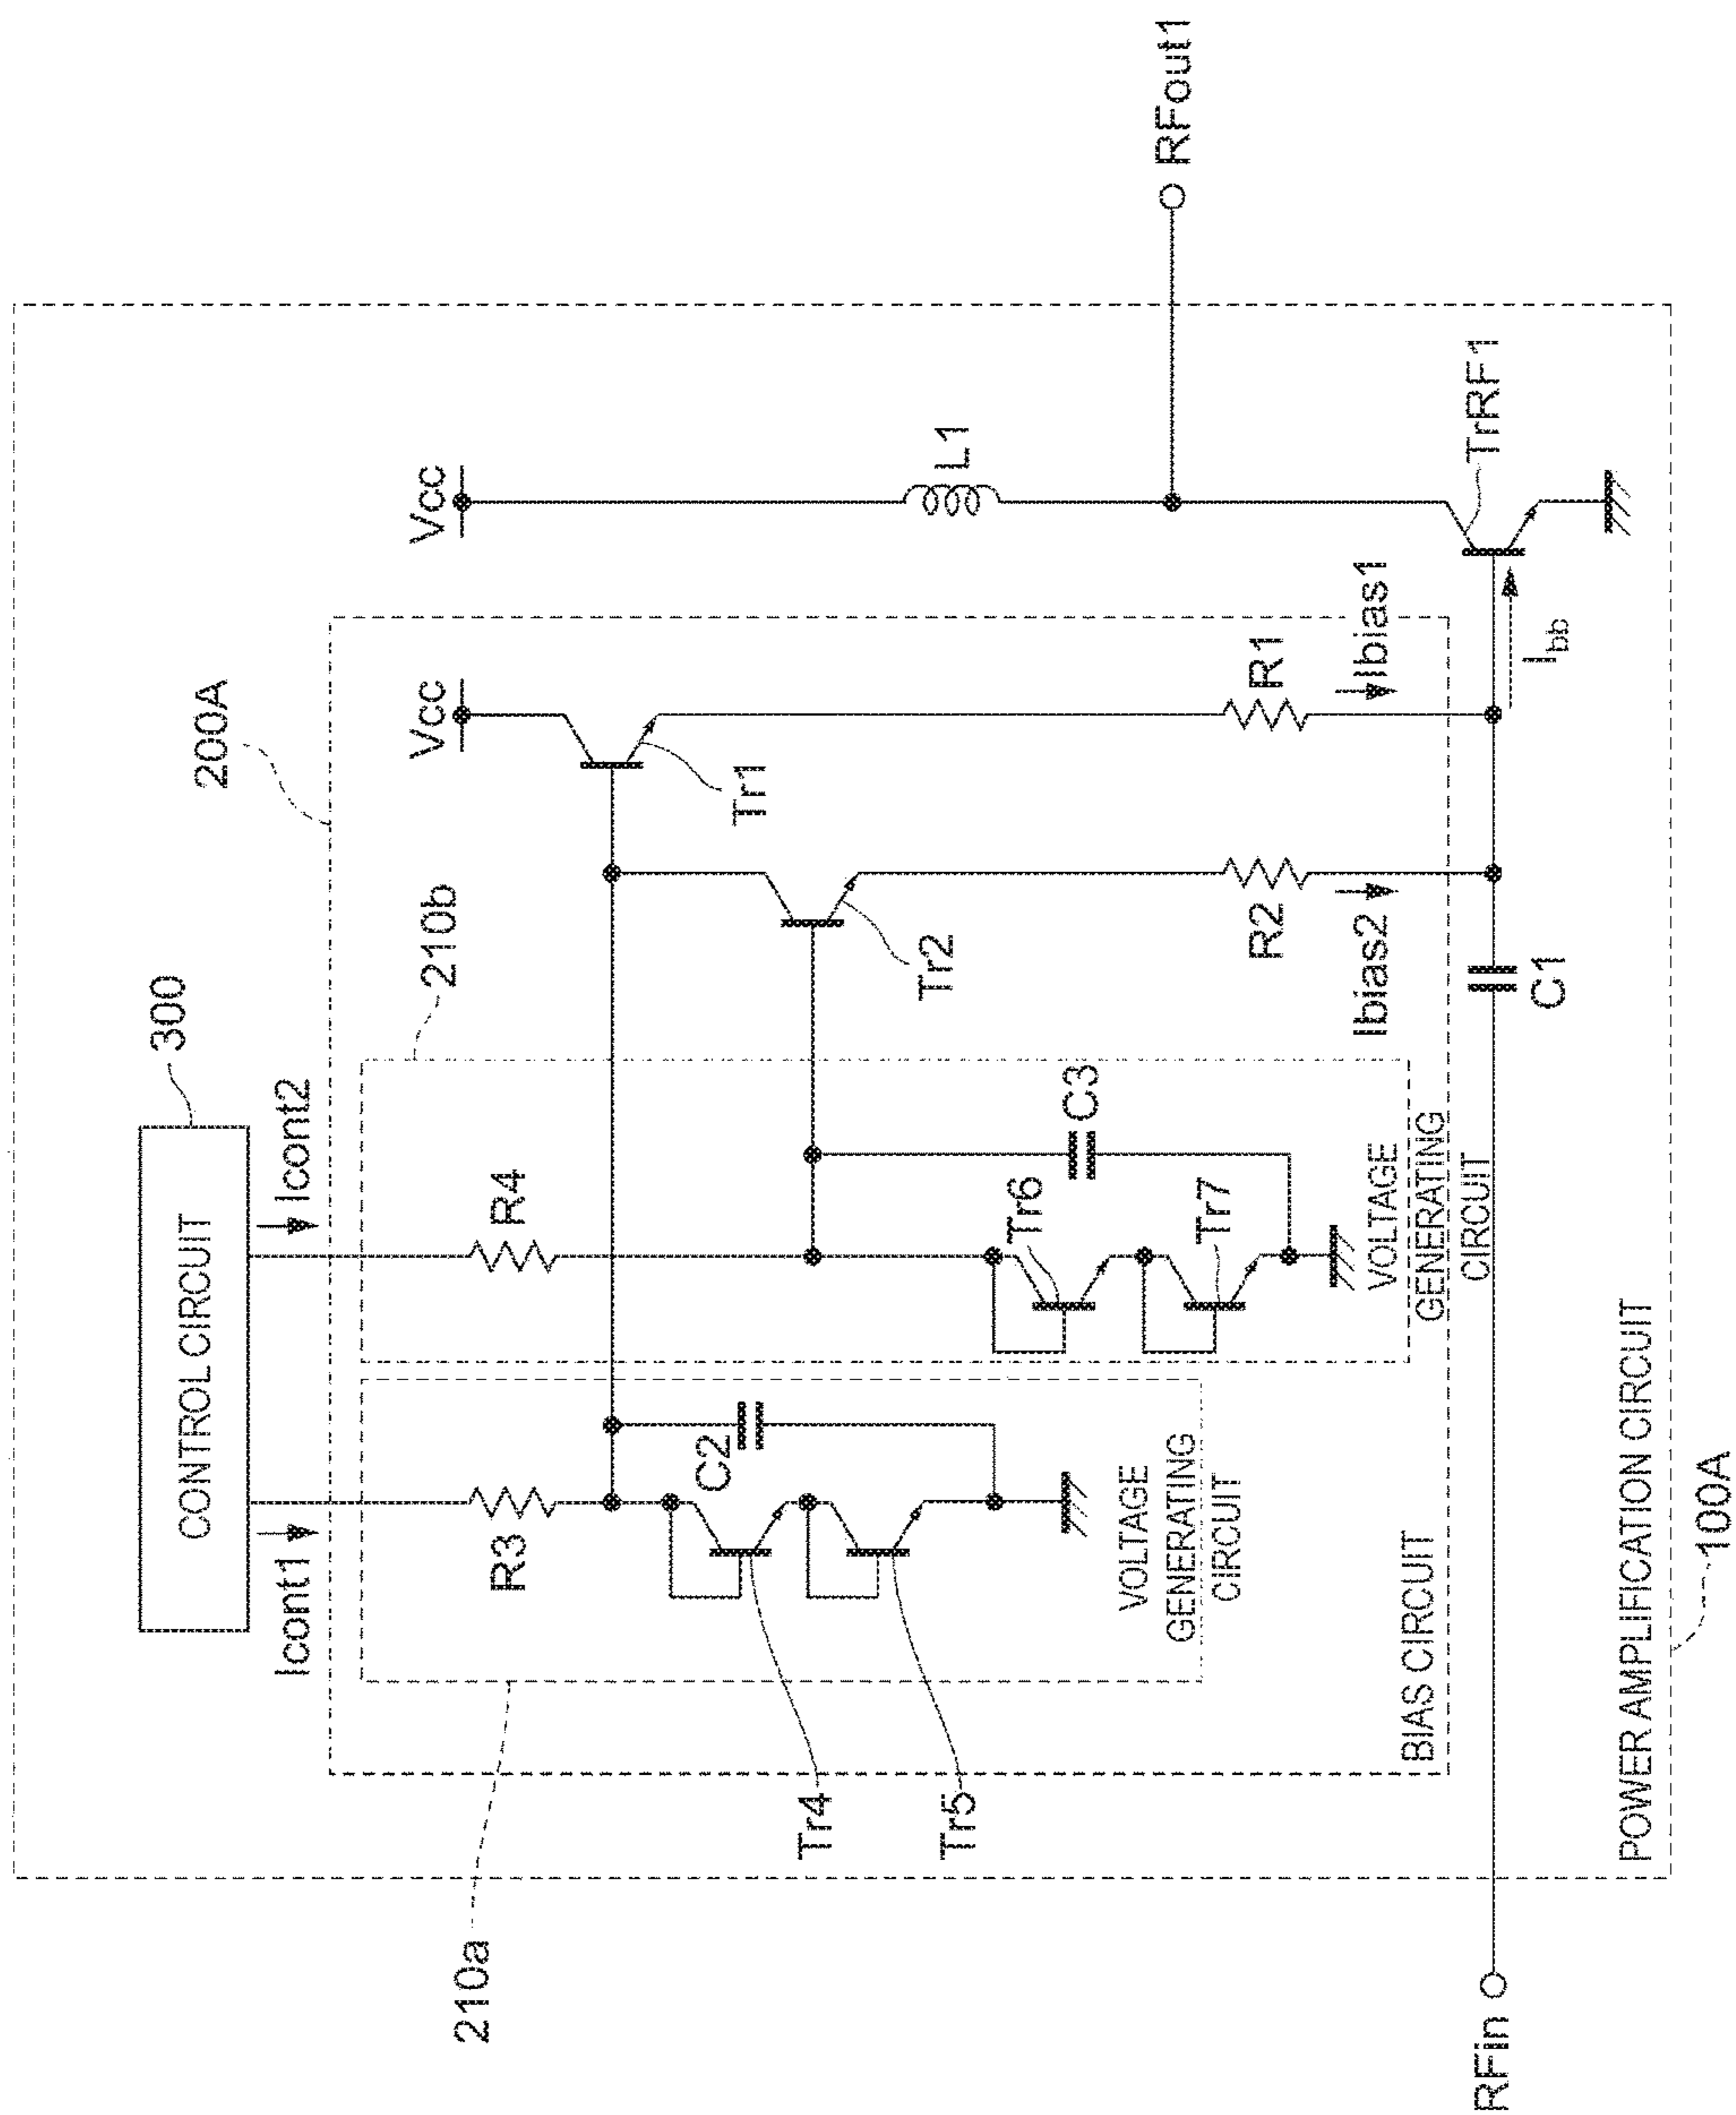 300
CONTROL CIRCUIT
200A
Icont1
Icont2
210b
Vcc
Vcc
R3
R4
210a
Tr1
C2
Tr2
L1
Tr4
Tr5
Tr6
C3
Tr7
VOLTAGE
GENERATING
CIRCUIT
VOLTAGE
GENERATING
CIRCUIT
RFout1
R2
R1
Ibias2
Ibias1
BIAS CIRCUIT
RFin
C1
Ibb
TrRF1
POWER AMPLIFICATION CIRCUIT
100A